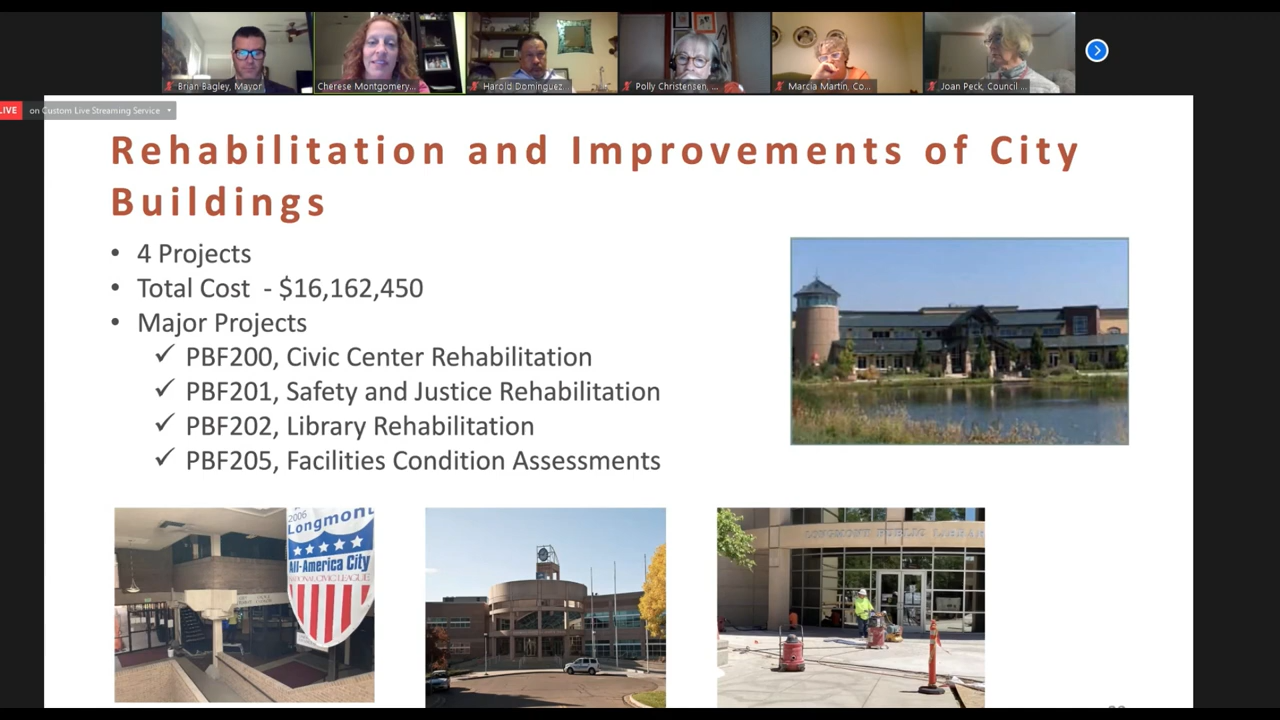 Brian Bagley, Mayor
Cherese Montgomery...
Harold Dominguez...
Polly Christensen, ...
Marcia Martin, Co...
Joan Peck, Council ...
LIVE on Custom Live Streaming Service
Rehabilitation and Improvements of City
Buildings
• 4 Projects
• Total Cost - $16,162,450
• Major Projects
✓ PBF200, Civic Center Rehabilitation
✓ PBF201, Safety and Justice Rehabilitation
✓ PBF202, Library Rehabilitation
✓ PBF205, Facilities Condition Assessments
2006
Longmont
All-America City
NATIONAL CIVIC LEAGUE
LONGMONT PUBLIC LIBRAR